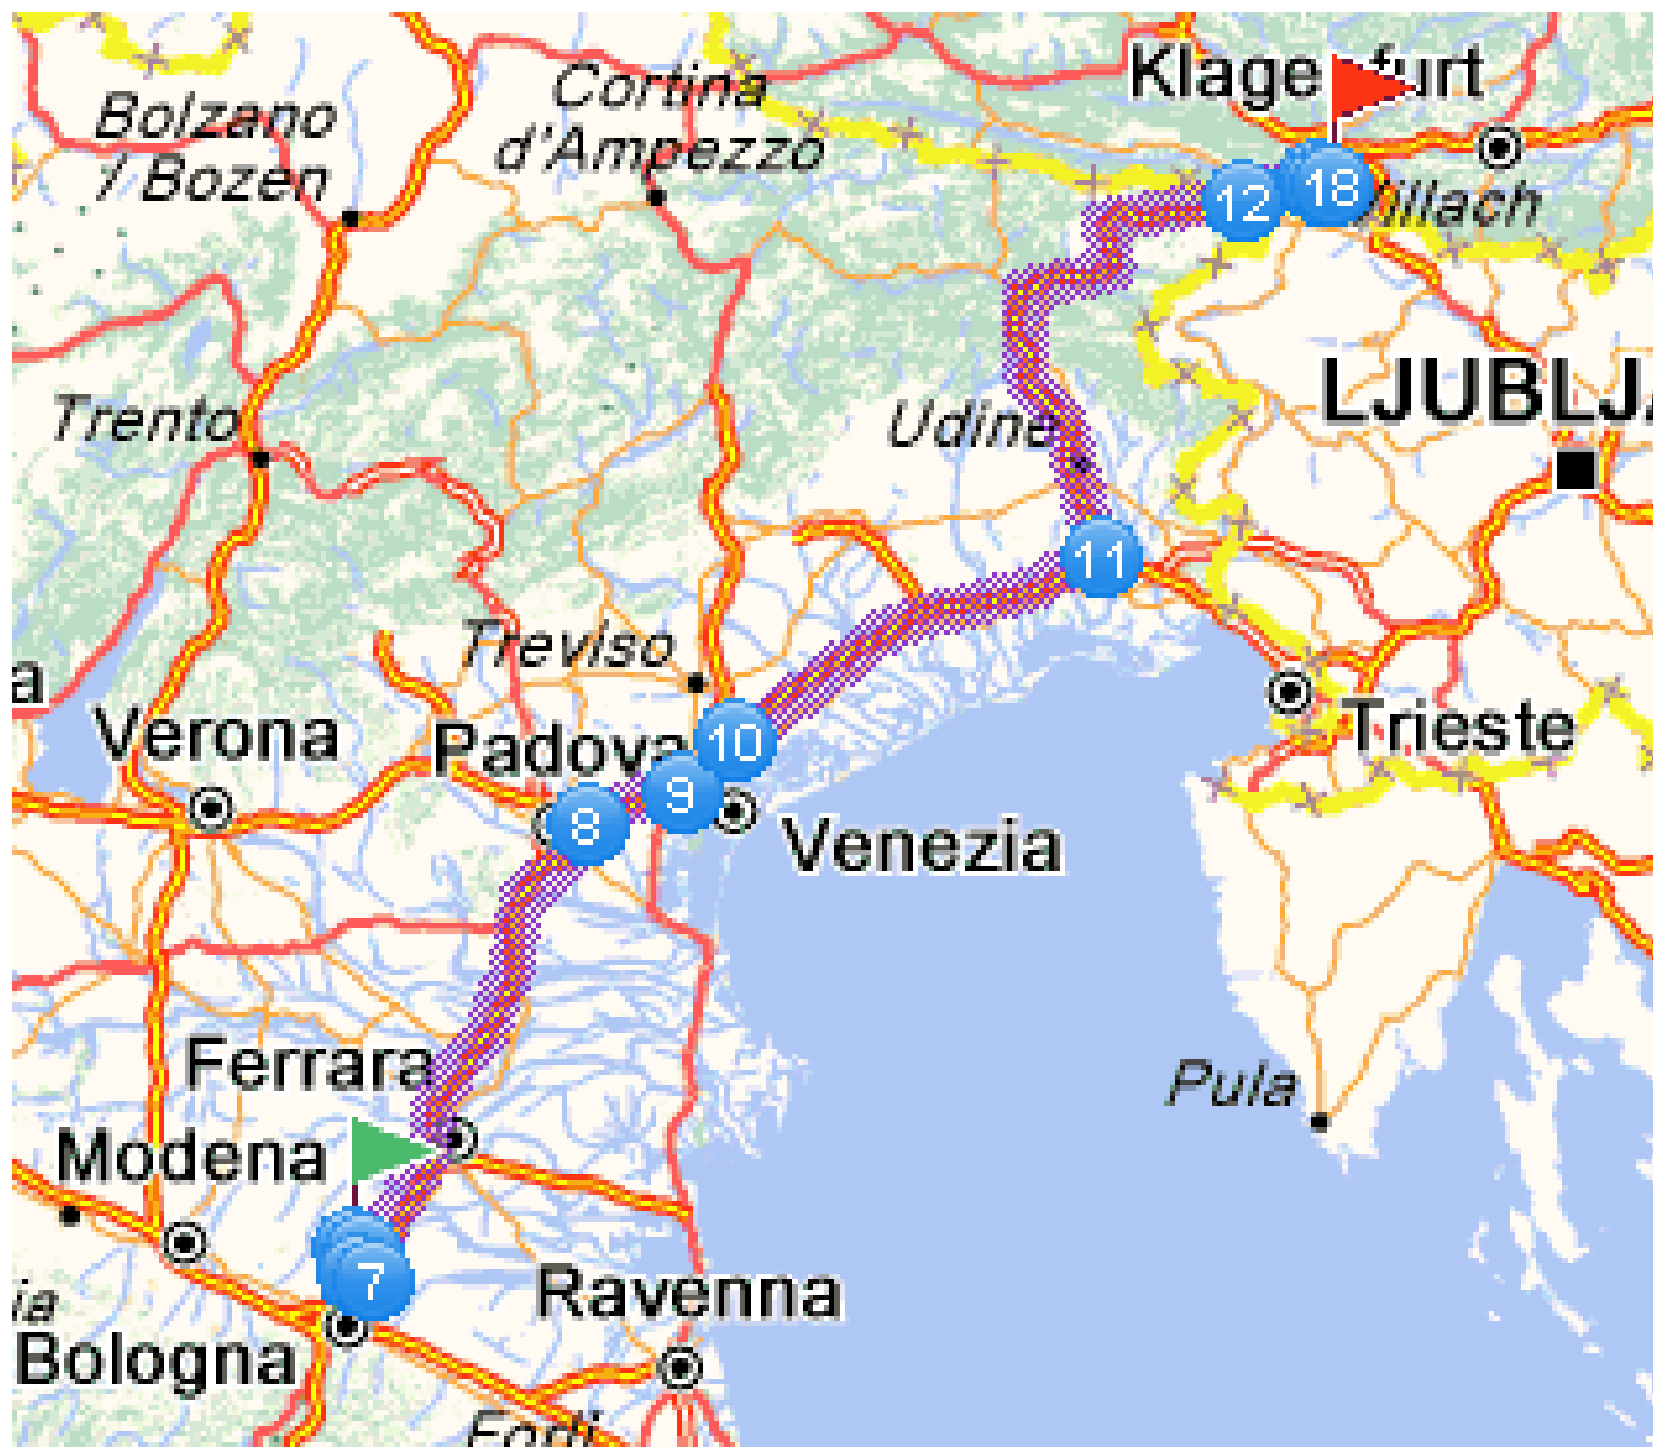 Klage furt
Cortina
d'Ampezzo
Bolzano
/ Bozen
12
18
illach
LJUBLJ
Trento
Udine
11
Treviso
a
Verona
Padova
10
9
8
Trieste
Venezia
Ferrara
Pula
Modena
7
Ravenna
ia
Bologna